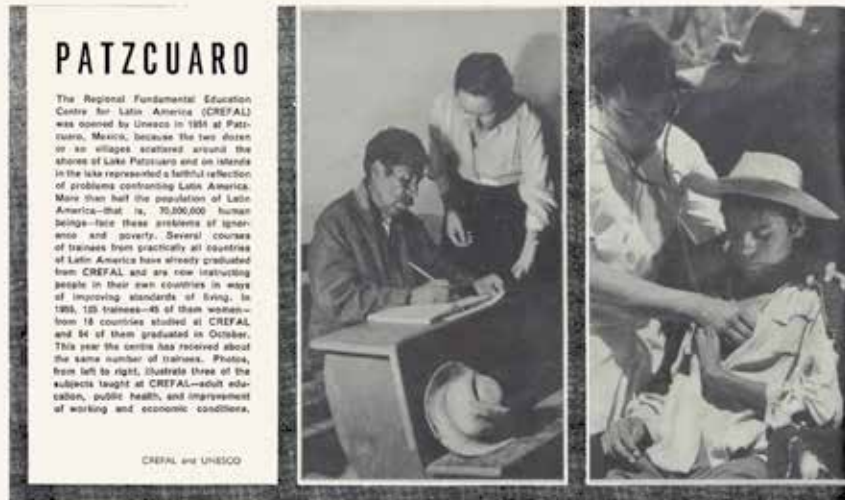 PATZCUARO
The Regional Fundamental Education
Centre for Latin America (CREFAL)
was opened by Unesco in 1951 at Patz-
cuaro, Mexico, because the two dozen
or so villages scattered around the
shores of Lake Patzcuaro and on islands
in the lake represented a faithful reflection
of problems confronting Latin America.
More than half the population of Latin
America—that is, 70,000,000 human
beings—face these problems of ignor-
ance and poverty. Several courses
of trainees from practically all countries
of Latin America have already graduated
from CREFAL and are now instructing
people in their own countries in ways
of improving standards of living. In
1955, 125 trainees—45 of them women—
from 18 countries studied at CREFAL
and 54 of them graduated in October.
This year the centre has received about
the same number of trainees. Photos,
from left to right, illustrate three of the
subjects taught at CREFAL—adult edu-
cation, public health, and improvement
of working and economic conditions.
CREFAL and UNESCO